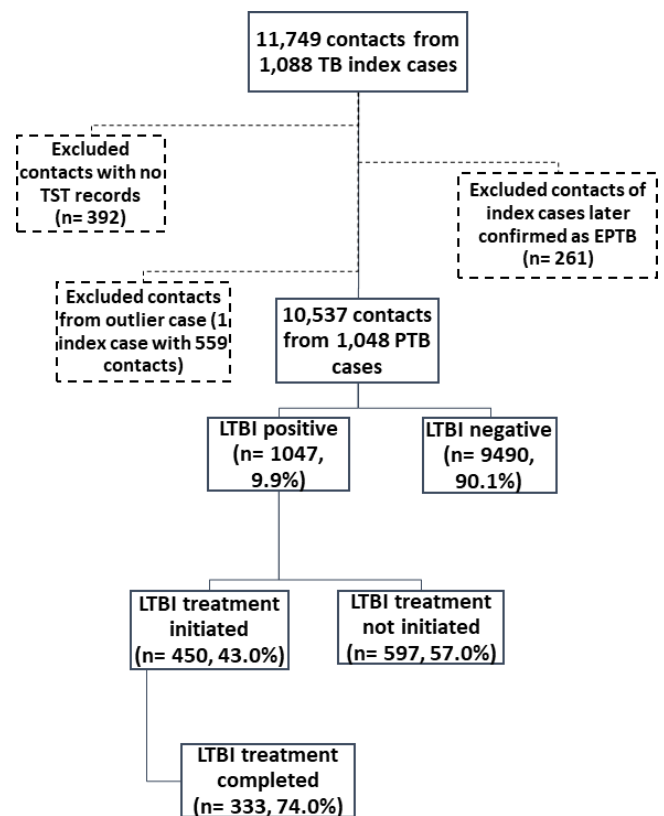 11,749 contacts from
1,088 TB index cases
Excluded
contacts with no
TST records
(n= 392)
Excluded contacts of
index cases later
confirmed as EPTB
(n= 261)
Excluded contacts
from outlier case (1
index case with 559
contacts)
10,537 contacts
from 1,048 PTB
cases
LTBI positive
(n= 1047,
9.9%)
LTBI negative
(n= 9490,
90.1%)
LTBI treatment
initiated
(n= 450, 43.0%)
LTBI treatment
not initiated
(n= 597, 57.0%)
LTBI treatment
completed
(n= 333, 74.0%)